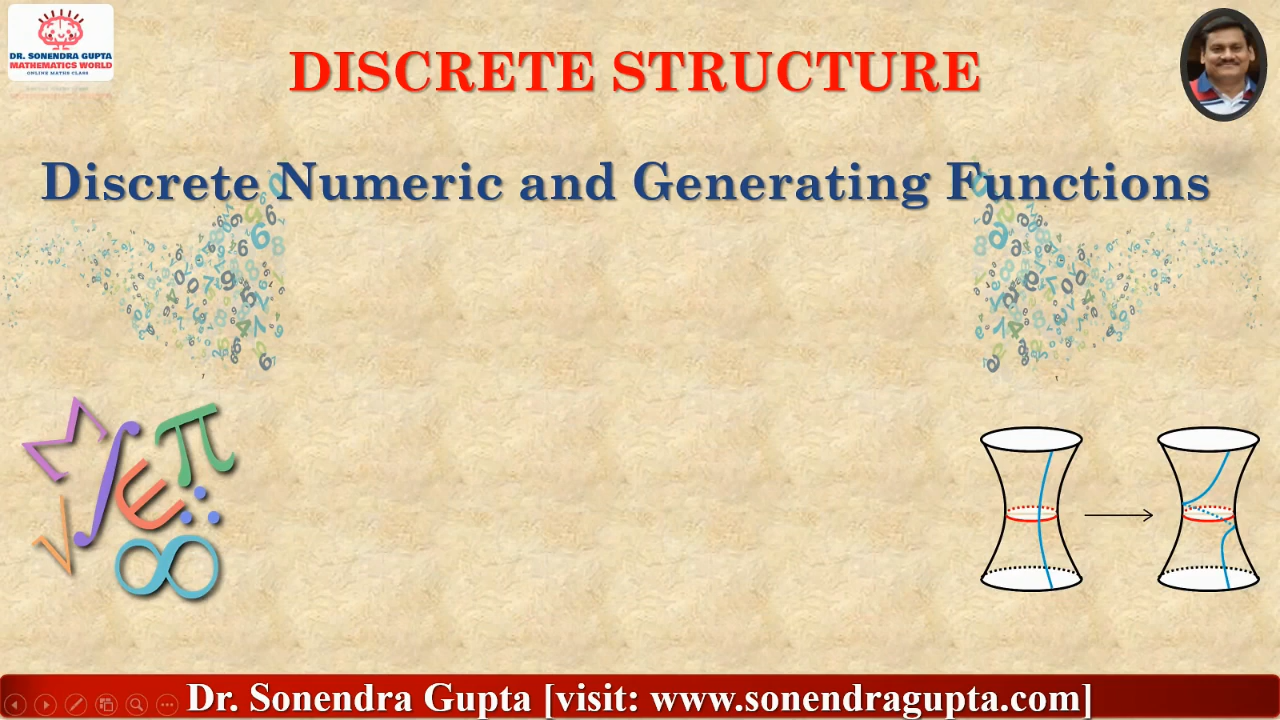 DR. SONENDRA GUPTA
MATHEMATICS WORLD
ONLINE MATHS CLASS
DISCRETE STRUCTURE
Discrete Numeric and Generating Functions
Dr. Sonendra Gupta [visit: www.sonendragupta.com]